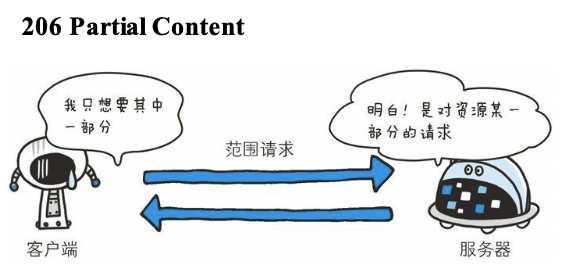 206 Partial Content
我只想要其中
一部分
明白！是对资源某一
部分的请求
范围请求
客户端
服务器